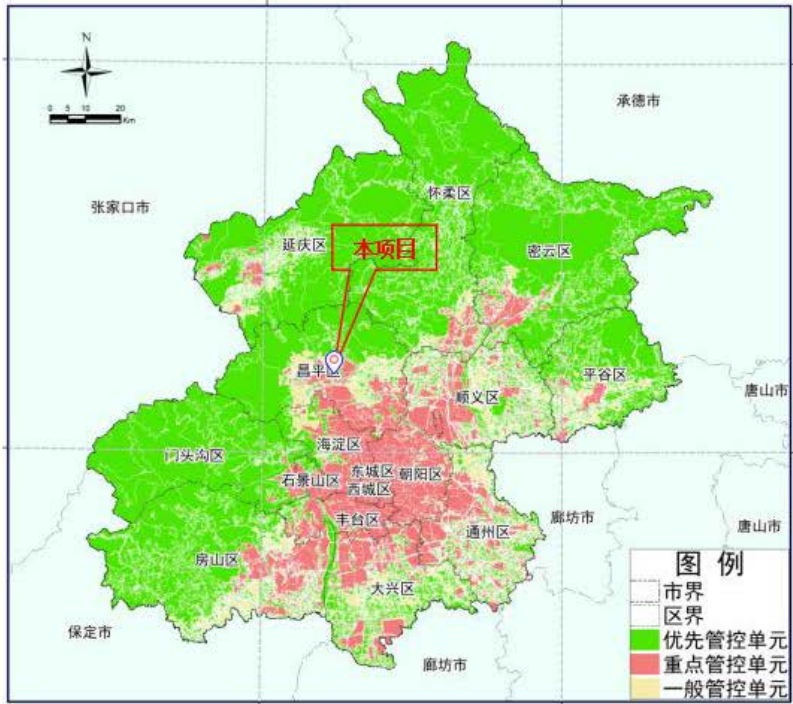 N
0 5 10 20
Km
承德市
张家口市
怀柔区
延庆区
本项目
密云区
昌平区
平谷区
顺义区
唐山市
海淀区
门头沟区
东城区
朝阳区
石景山区
西城区
丰台区
廊坊市
唐山市
通州区
房山区
大兴区
保定市
廊坊市
图 例
市界
区界
优先管控单元
重点管控单元
一般管控单元